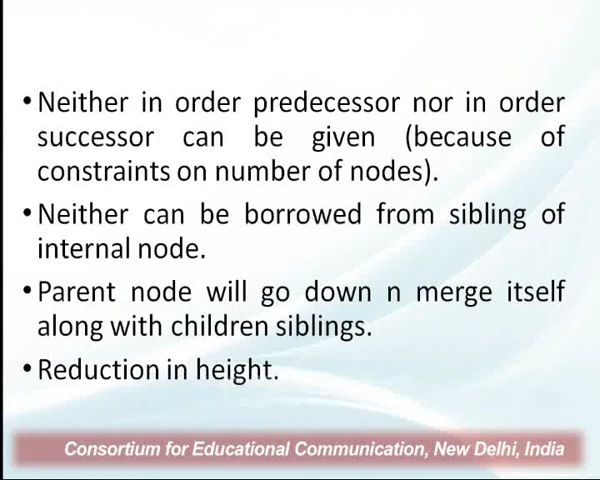 • Neither in order predecessor nor in order
successor can be given (because of
constraints on number of nodes).
• Neither can be borrowed from sibling of
internal node.
• Parent node will go down n merge itself
along with children siblings.
• Reduction in height.
Consortium for Educational Communication, New Delhi, India